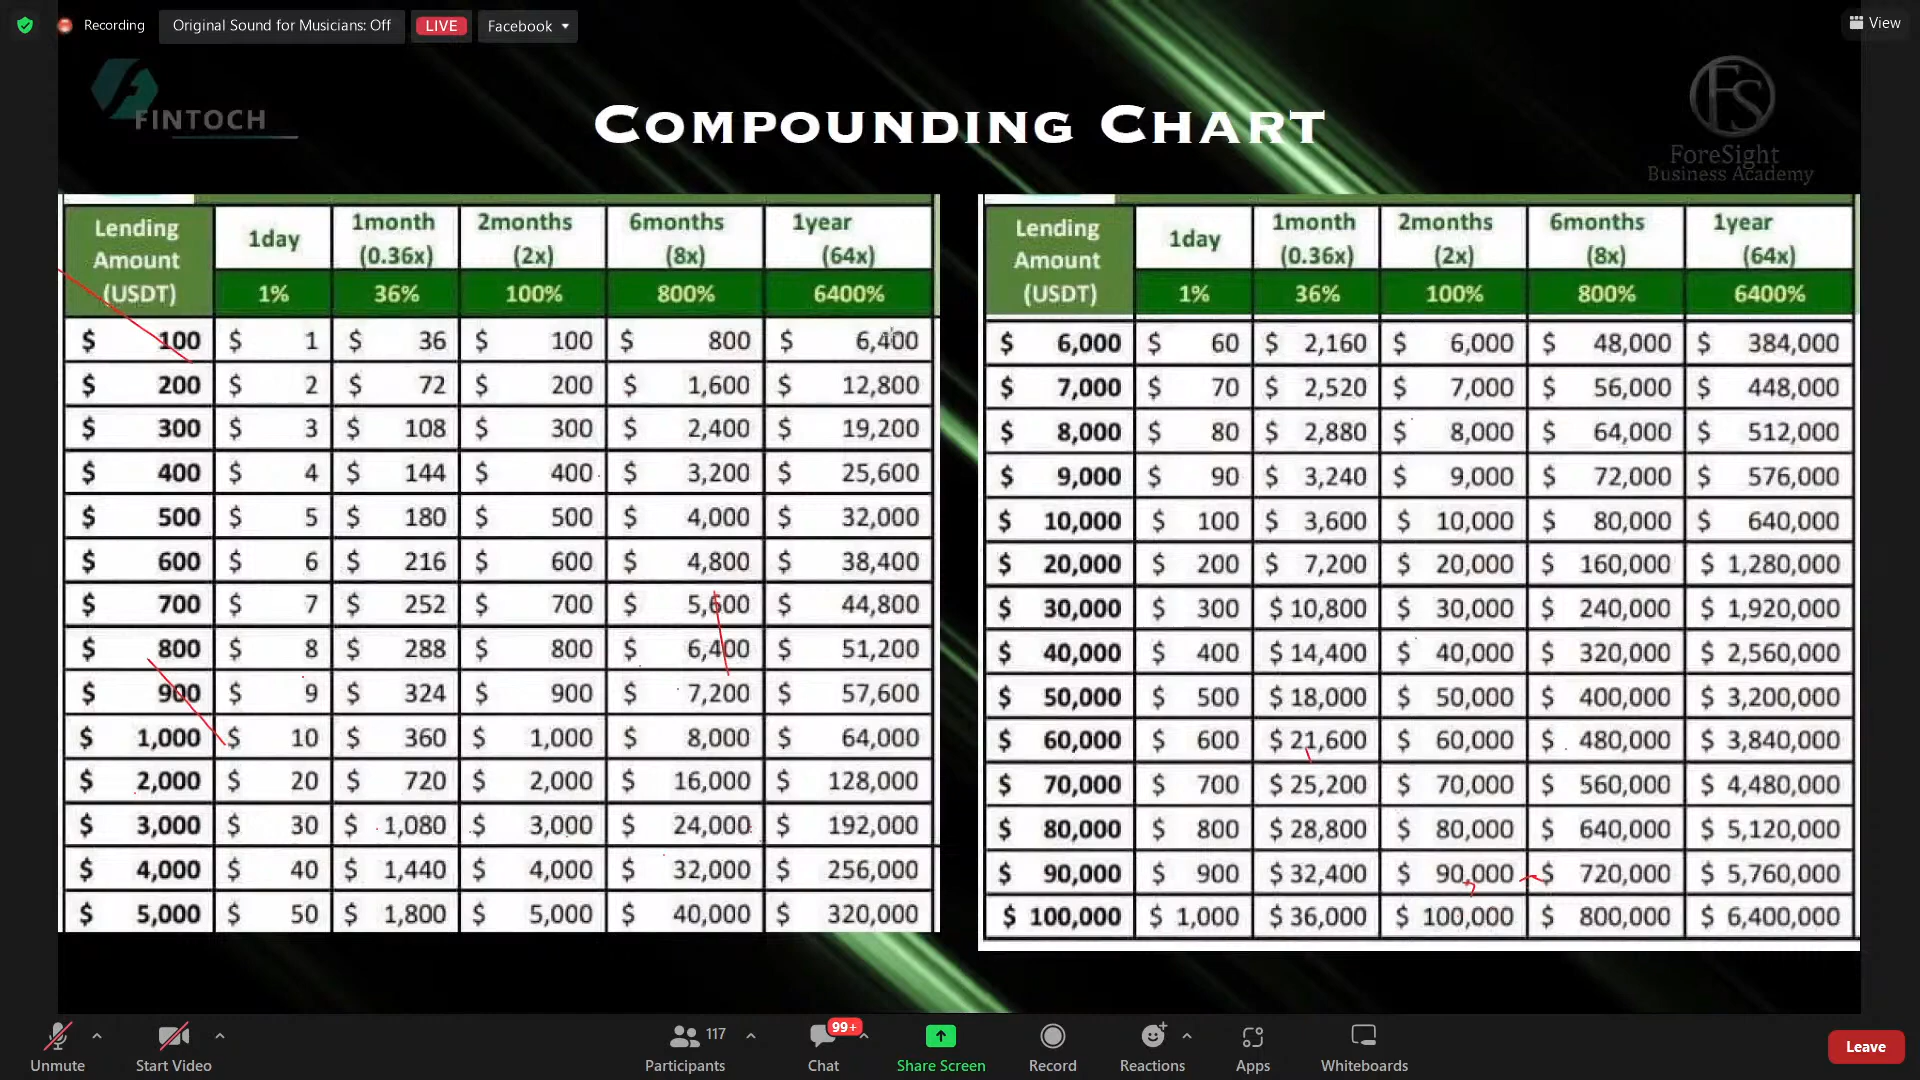 Recording
Original Sound for Musicians: Off
LIVE
Facebook
View
FINTOCH
COMPOUNDING CHART
FS
ForeSight
Business Academy
Lending Amount (USDT) 1day 1month (0.36x) 2months (2x) 6months (8x) 1year (64x)
1% 36% 100% 800% 6400%
$ 100 $ 1 $ 36 $ 100 $ 800 $ 6,400
$ 200 $ 2 $ 72 $ 200 $ 1,600 $ 12,800
$ 300 $ 3 $ 108 $ 300 $ 2,400 $ 19,200
$ 400 $ 4 $ 144 $ 400 $ 3,200 $ 25,600
$ 500 $ 5 $ 180 $ 500 $ 4,000 $ 32,000
$ 600 $ 6 $ 216 $ 600 $ 4,800 $ 38,400
$ 700 $ 7 $ 252 $ 700 $ 5,600 $ 44,800
$ 800 $ 8 $ 288 $ 800 $ 6,400 $ 51,200
$ 900 $ 9 $ 324 $ 900 $ 7,200 $ 57,600
$ 1,000 $ 10 $ 360 $ 1,000 $ 8,000 $ 64,000
$ 2,000 $ 20 $ 720 $ 2,000 $ 16,000 $ 128,000
$ 3,000 $ 30 $ 1,080 $ 3,000 $ 24,000 $ 192,000
$ 4,000 $ 40 $ 1,440 $ 4,000 $ 32,000 $ 256,000
$ 5,000 $ 50 $ 1,800 $ 5,000 $ 40,000 $ 320,000
Lending Amount (USDT) 1day 1month (0.36x) 2months (2x) 6months (8x) 1year (64x)
1% 36% 100% 800% 6400%
$ 6,000 $ 60 $ 2,160 $ 6,000 $ 48,000 $ 384,000
$ 7,000 $ 70 $ 2,520 $ 7,000 $ 56,000 $ 448,000
$ 8,000 $ 80 $ 2,880 $ 8,000 $ 64,000 $ 512,000
$ 9,000 $ 90 $ 3,240 $ 9,000 $ 72,000 $ 576,000
$ 10,000 $ 100 $ 3,600 $ 10,000 $ 80,000 $ 640,000
$ 20,000 $ 200 $ 7,200 $ 20,000 $ 160,000 $ 1,280,000
$ 30,000 $ 300 $ 10,800 $ 30,000 $ 240,000 $ 1,920,000
$ 40,000 $ 400 $ 14,400 $ 40,000 $ 320,000 $ 2,560,000
$ 50,000 $ 500 $ 18,000 $ 50,000 $ 400,000 $ 3,200,000
$ 60,000 $ 600 $ 21,600 $ 60,000 $ 480,000 $ 3,840,000
$ 70,000 $ 700 $ 25,200 $ 70,000 $ 560,000 $ 4,480,000
$ 80,000 $ 800 $ 28,800 $ 80,000 $ 640,000 $ 5,120,000
$ 90,000 $ 900 $ 32,400 $ 90,000 $ 720,000 $ 5,760,000
$ 100,000 $ 1,000 $ 36,000 $ 100,000 $ 800,000 $ 6,400,000
117
99+
Unmute
Start Video
Participants
Chat
Share Screen
Record
Reactions
Apps
Whiteboards
Leave